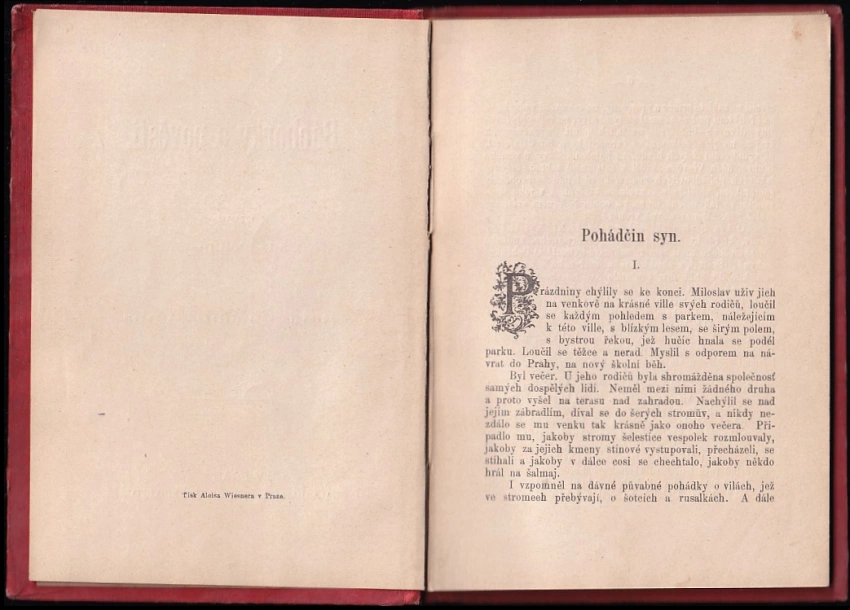 Tisk Aloisa Wiesnera v Praze.
Pohádčin syn.
I.
Prázdniny chýlily se ke konci. Miloslav uživ jich
na venkově na krásné ville svých rodičů, loučil
se každým pohledem s parkem, náležejícím
k této ville, s blízkým lesem, se širým polem,
s bystrou řekou, jež hučíc hnala se podél
parku. Loučil se těžce a nerad. Myslil s odporem na ná-
vrat do Prahy, na nový školní běh.
Byl večer. U jeho rodičů byla shromážděna společnosť
samých dospělých lidí. Neměl mezi nimi žádného druha
a proto vyšel na terasu nad zahradou. Nachýlil se nad
jejím zábradlím, díval se do šerých stromův, a nikdy ne-
zdálo se mu venku tak krásně jako onoho večera. Při-
padlo mu, jakoby stromy šelestíce vespolek rozmlouvaly,
jakoby za jejich kmeny stínové vystupovali, přecházeli, se
stíhali a jakoby v dálce cosi se chechtalo, jakoby někdo
hrál na šalmaj.
I vzpomněl na dávné půvabné pohádky o vilách, jež
ve stromech přebývají, o šotcích a rusalkách. A dále